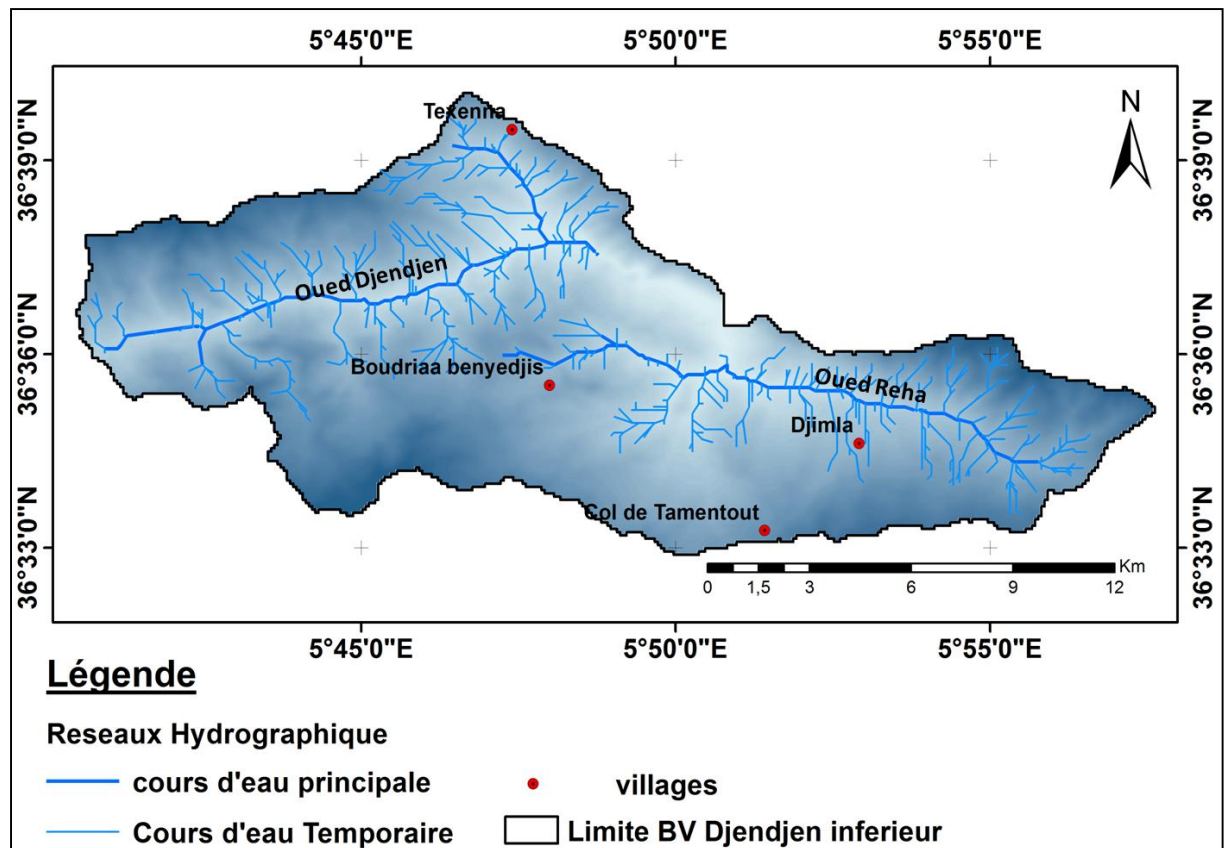 5°45'0"E 5°50'0"E 5°55'0"E
36°39'0"N 36°39'0"N
36°36'0"N 36°36'0"N
36°33'0"N 36°33'0"N
N
Texenna
Oued Djendjen
Boudriaa benyedjis
Oued Reha
Djimla
Col de Tamentout
Km
0 1,5 3 6 9 12
5°45'0"E 5°50'0"E 5°55'0"E
Légende
Reseaux Hydrographique
cours d'eau principale villages
Cours d'eau Temporaire Limite BV Djendjen inferieur